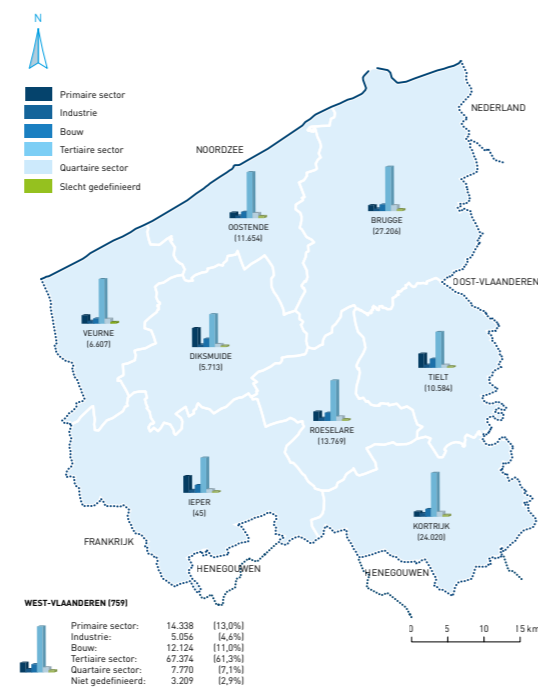 N
Primaire sector
Industrie
Bouw
Tertiaire sector
Quartaire sector
Slecht gedefinieerd
NEDERLAND
NOORDZEE
OOSTENDE
(11.654)
BRUGGE
(27.206)
OOST-VLAANDEREN
VEURNE
(6.607)
DIKSMUIDE
(5.713)
TIELT
(10.584)
ROESELARE
(13.769)
IEPER
(45)
KORTRIJK
(24.020)
FRANKRIJK
HENEGOUWEN
HENEGOUWEN
WEST-VLAANDEREN (759)
Primaire sector: 14.338 (13,0%)
Industrie: 5.056 (4,6%)
Bouw: 12.124 (11,0%)
Tertiaire sector: 67.374 (61,3%)
Quartaire sector: 7.770 (7,1%)
Niet gedefinieerd: 3.209 (2,9%)
0 5 10 15 km